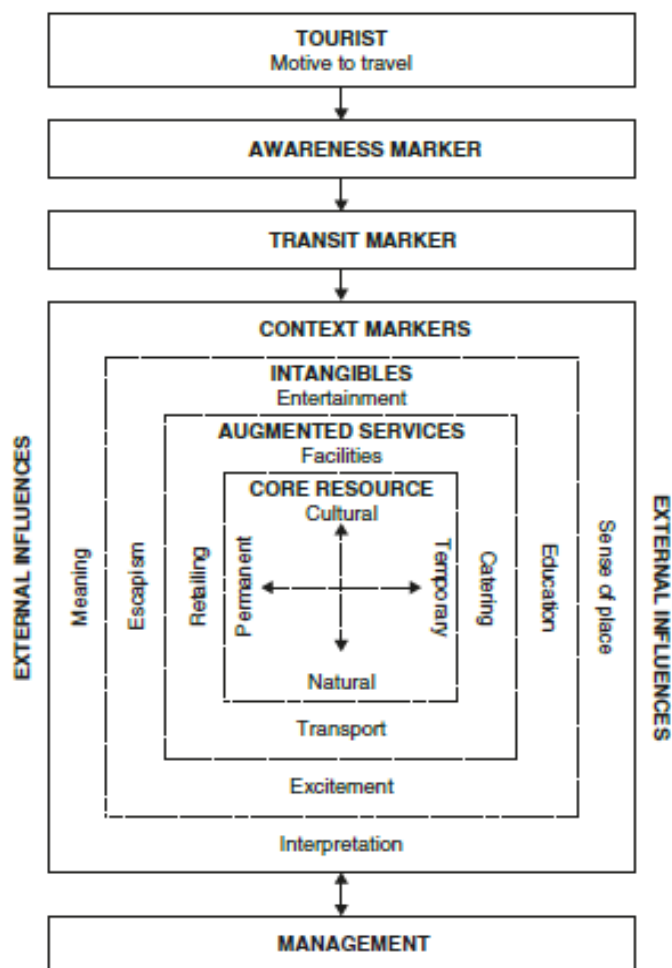 TOURIST
Motive to travel
AWARENESS MARKER
TRANSIT MARKER
CONTEXT MARKERS
INTANGIBLES
Entertainment
AUGMENTED SERVICES
Facilities
CORE RESOURCE
Cultural
EXTERNAL INFLUENCES
Meaning
Escapism
Retailing
Permanent
Temporary
Catering
Education
Sense of place
EXTERNAL INFLUENCES
Natural
Transport
Excitement
Interpretation
MANAGEMENT